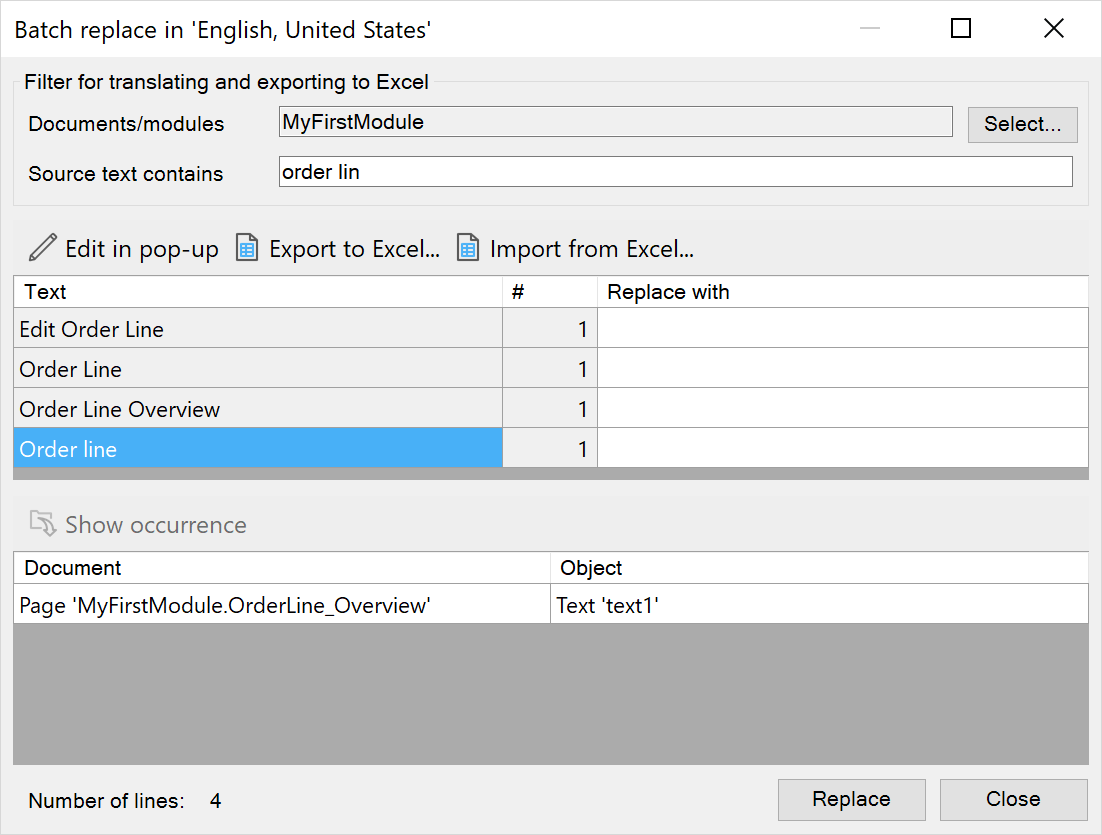 Batch replace in 'English, United States'
Filter for translating and exporting to Excel
Documents/modules MyFirstModule Select...
Source text contains order lin
Edit in pop-up Export to Excel... Import from Excel...
Text # Replace with
Edit Order Line 1
Order Line 1
Order Line Overview 1
Order line 1
Show occurrence
Document Object
Page 'MyFirstModule.OrderLine_Overview' Text 'text1'
Number of lines: 4 Replace Close